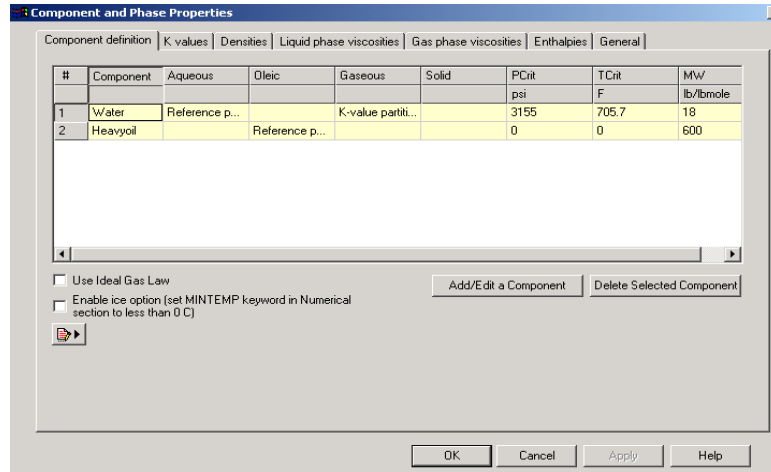 Component and Phase Properties
Component definition K values Densities Liquid phase viscosities Gas phase viscosities Enthalpies General
# Component Aqueous Oleic Gaseous Solid PCrit TCrit MW
psi F lb/lbmole
1 Water Reference p... K-value partiti... 3155 705.7 18
2 Heavyoil Reference p... 0 0 600
Use Ideal Gas Law
Add/Edit a Component Delete Selected Component
Enable ice option (set MINTEMP keyword in Numerical
section to less than 0 C)
OK Cancel Apply Help